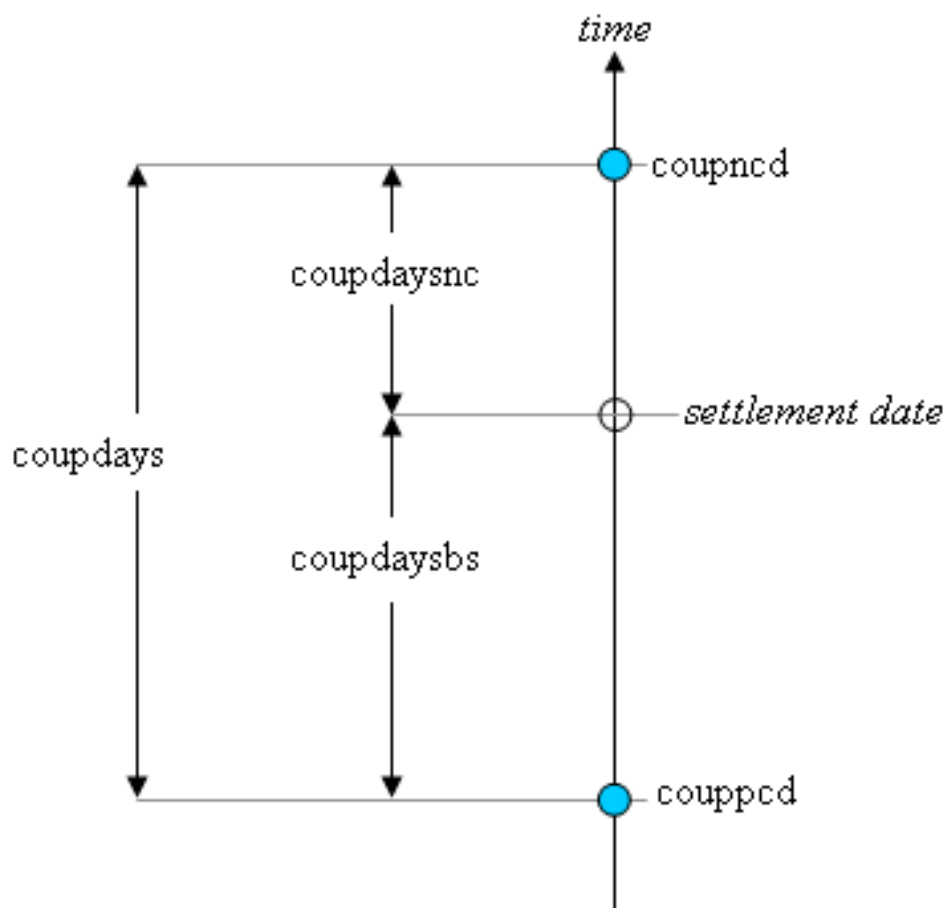 time
coupncd
coupdaysnc
settlement date
coupdays
coupdaysbs
couppcd